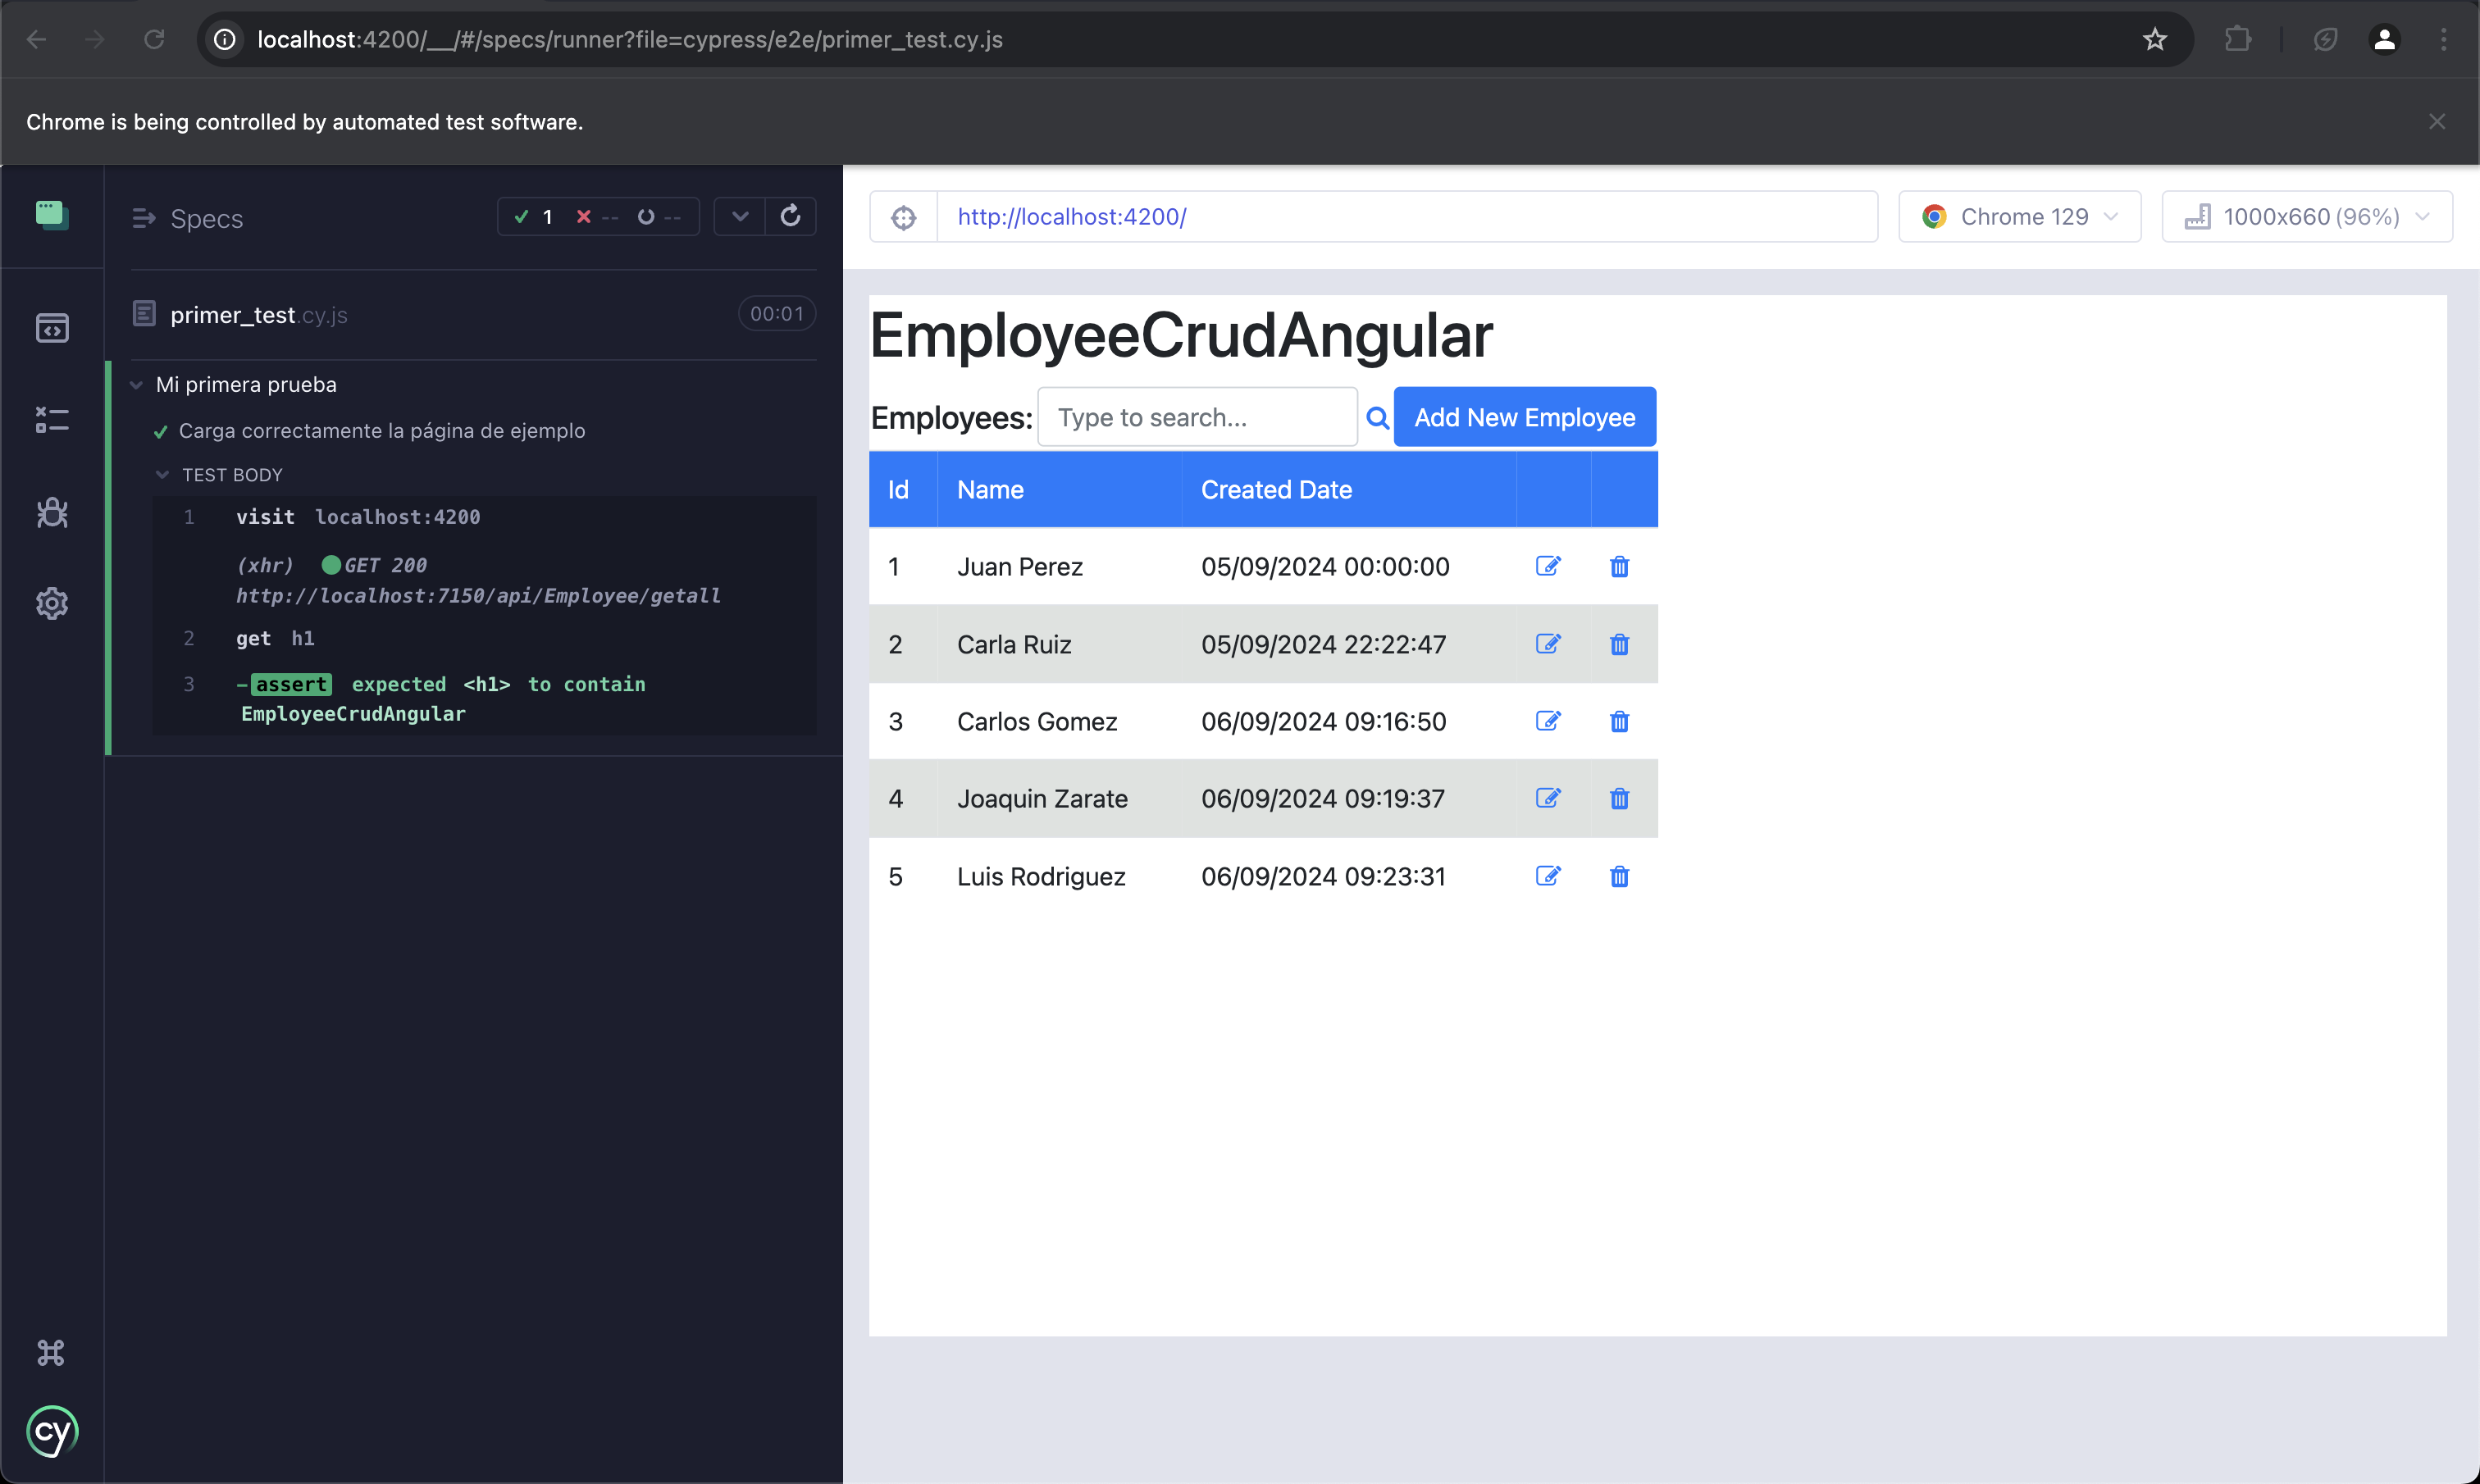 localhost:4200/__/#/specs/runner?file=cypress/e2e/primer_test.cy.js
Chrome is being controlled by automated test software.
Specs
1 -- --
primer_test.cy.js 00:01
Mi primera prueba
Carga correctamente la página de ejemplo
TEST BODY
1 visit localhost:4200
(xhr) GET 200
http://localhost:7150/api/Employee/getall
2 get h1
3 -assert expected <h1> to contain
EmployeeCrudAngular
cy
http://localhost:4200/ Chrome 129 1000x660 (96%)
EmployeeCrudAngular
Employees: Type to search... Add New Employee
Id Name Created Date
1 Juan Perez 05/09/2024 00:00:00
2 Carla Ruiz 05/09/2024 22:22:47
3 Carlos Gomez 06/09/2024 09:16:50
4 Joaquin Zarate 06/09/2024 09:19:37
5 Luis Rodriguez 06/09/2024 09:23:31